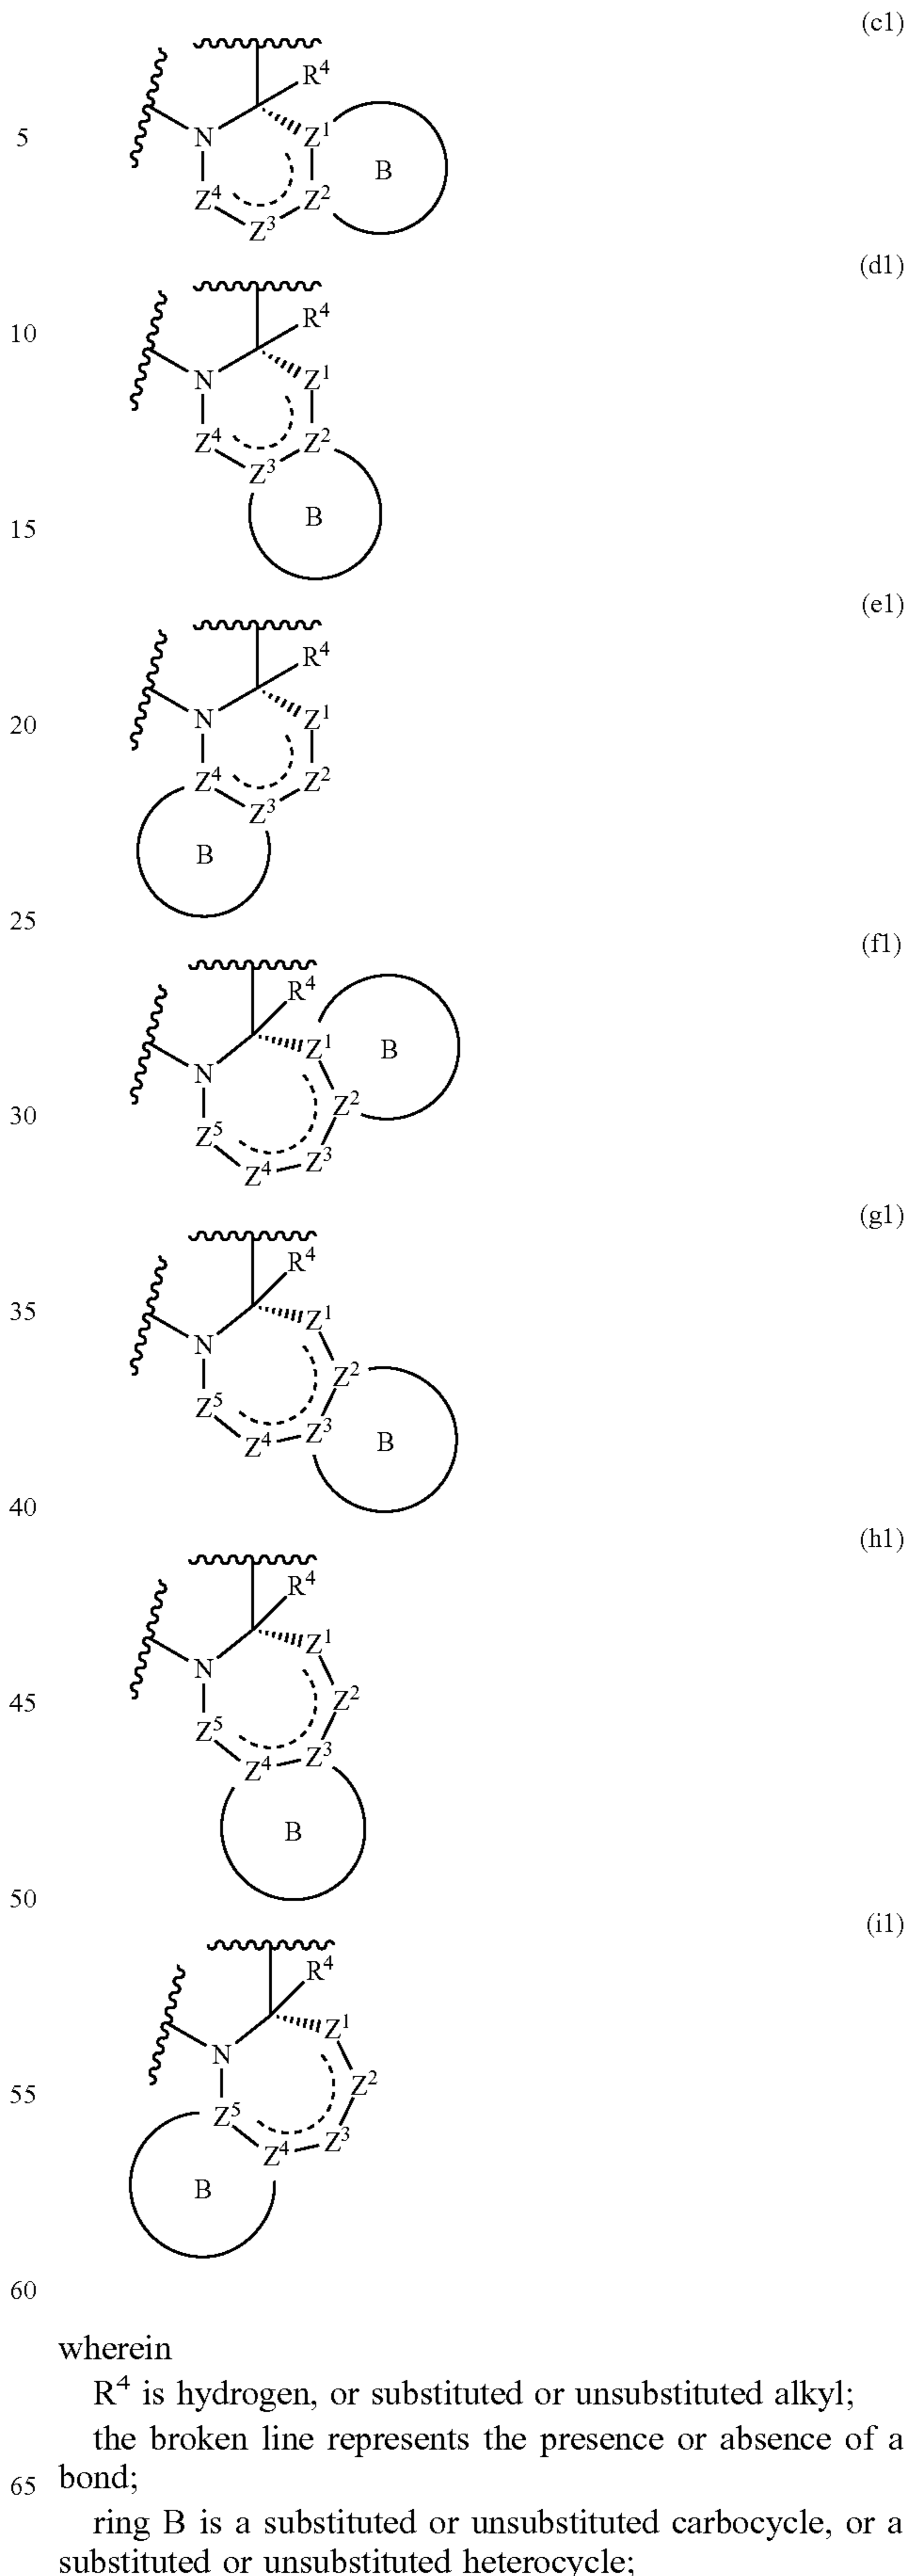 (c1)
R⁴
5 N Z¹ B
Z⁴ Z²
Z³
(d1)
10 R⁴
N Z¹
Z⁴ Z²
Z³
15 B
(e1)
R⁴
20 N Z¹
Z⁴ Z²
Z³
B
25
(f1)
R⁴
Z¹ B
N
30 Z²
Z⁵
Z⁴ Z³
(g1)
R⁴
35 Z¹
N
Z²
Z⁵
Z⁴ Z³ B
40
(h1)
R⁴
Z¹
N
45 Z²
Z⁵
Z⁴ Z³
B
50
(i1)
R⁴
Z¹
N
55 Z²
Z⁵
Z⁴ Z³
B
60
wherein
R⁴ is hydrogen, or substituted or unsubstituted alkyl;
the broken line represents the presence or absence of a
65 bond;
ring B is a substituted or unsubstituted carbocycle, or a
substituted or unsubstituted heterocycle;